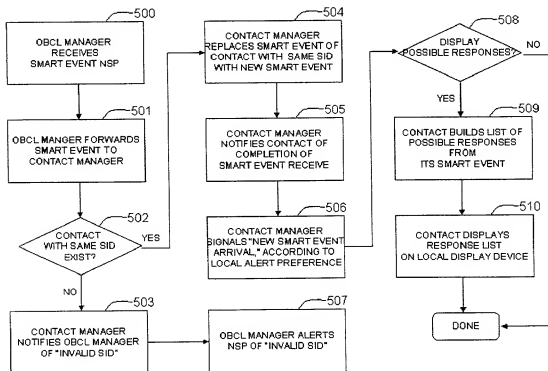 500
OBCL MANAGER
RECEIVES
SMART EVENT NSP
501
OBCL MANGER FORWARDS
SMART EVENT TO
CONTACT MANAGER
502
CONTACT
WITH SAME SID
EXIST?
YES
NO
503
CONTACT MANAGER
NOTIFIES OBCL MANAGER
OF "INVALID SID"
504
CONTACT MANAGER
REPLACES SMART EVENT OF
CONTACT WITH SAME SID
WITH NEW SMART EVENT
505
CONTACT MANAGER
NOTIFIES CONTACT OF
COMPLETION OF
SMART EVENT RECEIVE
506
CONTACT MANAGER
SIGNALS "NEW SMART EVENT
ARRIVAL," ACCORDING TO
LOCAL ALERT PREFERENCE
507
OBCL MANAGER ALERTS
NSP OF "INVALID SID"
508
DISPLAY
POSSIBLE RESPONSES?
NO
YES
509
CONTACT BUILDS LIST OF
POSSIBLE RESPONSES
FROM
ITS SMART EVENT
510
CONTACT DISPLAYS
RESPONSE LIST
ON LOCAL DISPLAY DEVICE
DONE